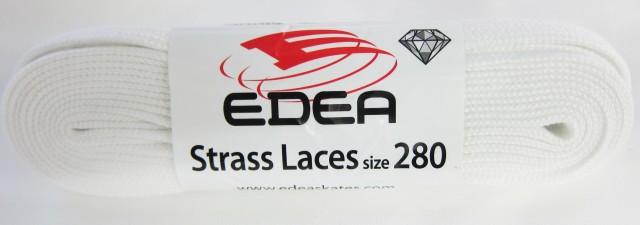 EDEA
Strass Laces size 280
www.edeaskates.com